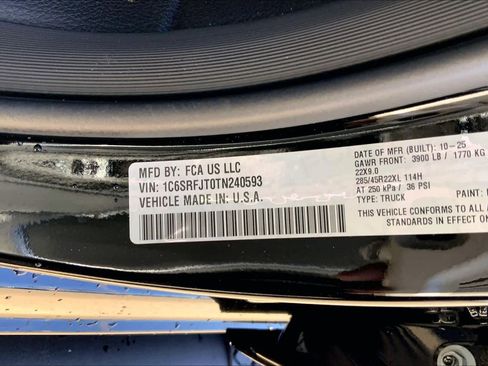 MFD BY: FCA US LLC
VIN: 1C6SRFJT0TN240593
VEHICLE MADE IN: U.S.A.
DATE OF MFR (BUILT): 10-25
GAWR FRONT: 3900 LB / 1770 KG
22X9.0
285/45R22XL 114H
AT 250 kPa / 36 PSI
TYPE: TRUCK
PAINT:
THIS VEHICLE CONFORMS TO ALL
STANDARDS IN EFFECT ON